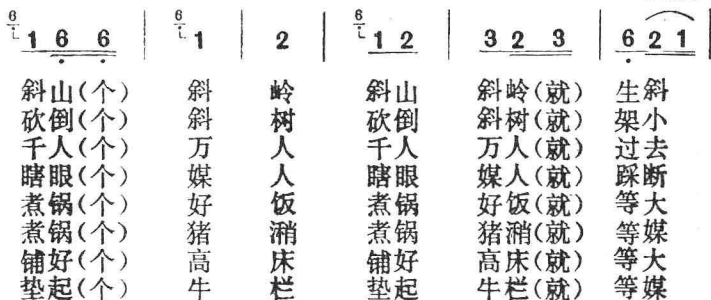 6 i 1 6 6 | 6 i 1 | 2 | 6 i 1 2 | 3 2 3 | 6 2 1 |
斜山(个) 斜 岭 斜山 斜岭(就) 生斜
砍倒(个) 斜 树 砍倒 斜树(就) 架小
千人(个) 万 人 千人 万人(就) 过去
瞎眼(个) 媒 人 瞎眼 媒人(就) 踩断
煮锅(个) 好 饭 煮锅 好饭(就) 等大
煮锅(个) 猪 潲 煮锅 猪潲(就) 等媒
铺好(个) 高 床 铺好 高床(就) 等大
垫起(个) 牛 栏 垫起 牛栏(就) 等媒